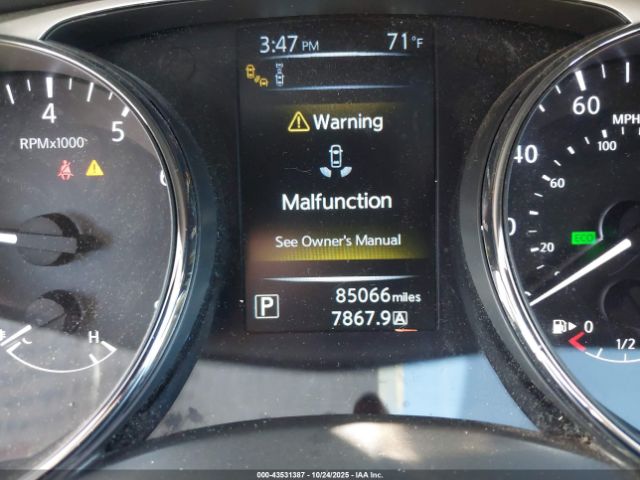 3:47 PM 71°F
Warning
Malfunction
See Owner's Manual
P 85066 miles
7867.9 A
4 5
RPMx1000
H
60
MPH
100
40
60
20
ECO
0
1/2
000-43531387 - 10/24/2025 - IAA Inc.